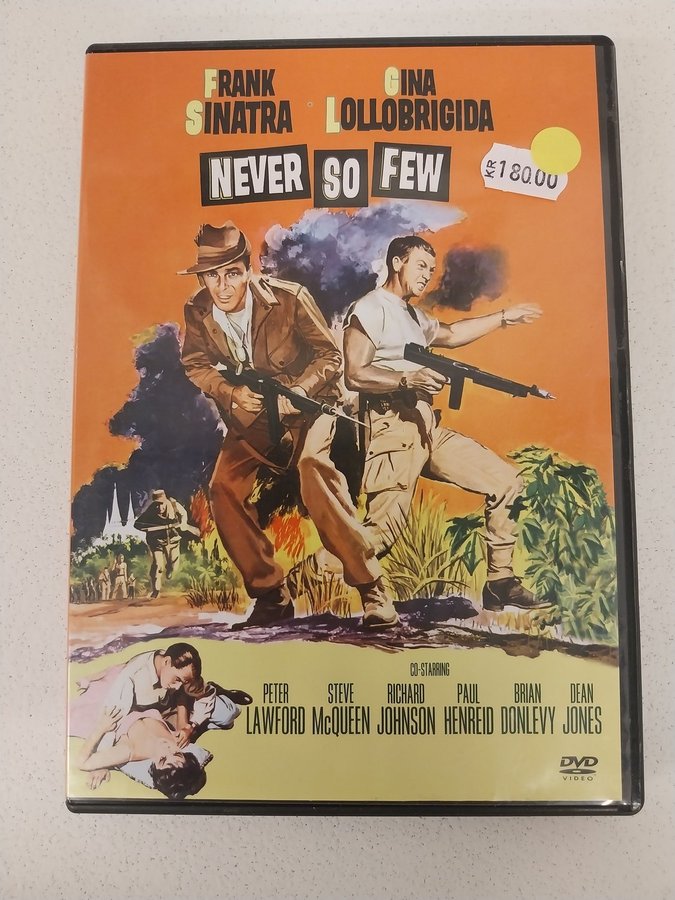 FRANK SINATRA
GINA LOLLOBRIGIDA
NEVER SO FEW
KR 180.00
CO-STARRING
PETER LAWFORD
STEVE McQUEEN
RICHARD JOHNSON
PAUL HENREID
BRIAN DONLEVY
DEAN JONES
DVD
VIDEO